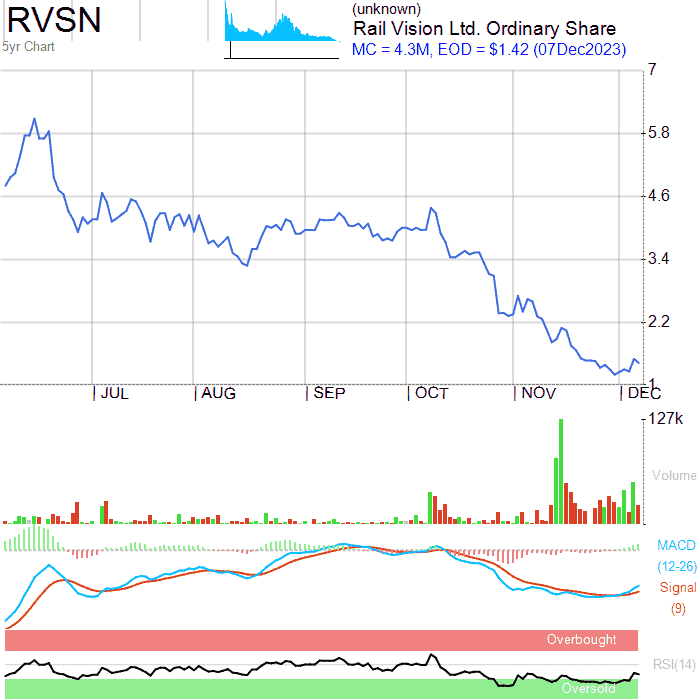 RVSN
5yr Chart
(unknown)
Rail Vision Ltd. Ordinary Share
MC = 4.3M, EOD = $1.42 (07Dec2023)
7
5.8
4.6
3.4
2.2
1
JUL AUG SEP OCT NOV DEC
127k
Volume
MACD
(12-26)
Signal
(9)
Overbought
RSI(14)
Oversold